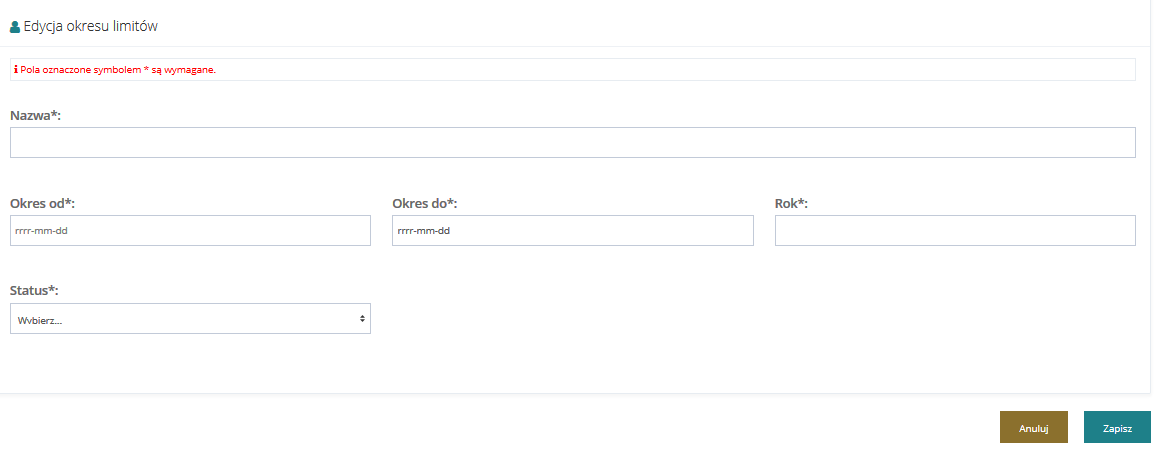 Edycja okresu limitów
Pola oznaczone symbolem * są wymagane.
Nazwa*:
Okres od*: Okres do*: Rok*:
rrrr-mm-dd rrrr-mm-dd
Status*:
Wybierz...
Anuluj Zapisz